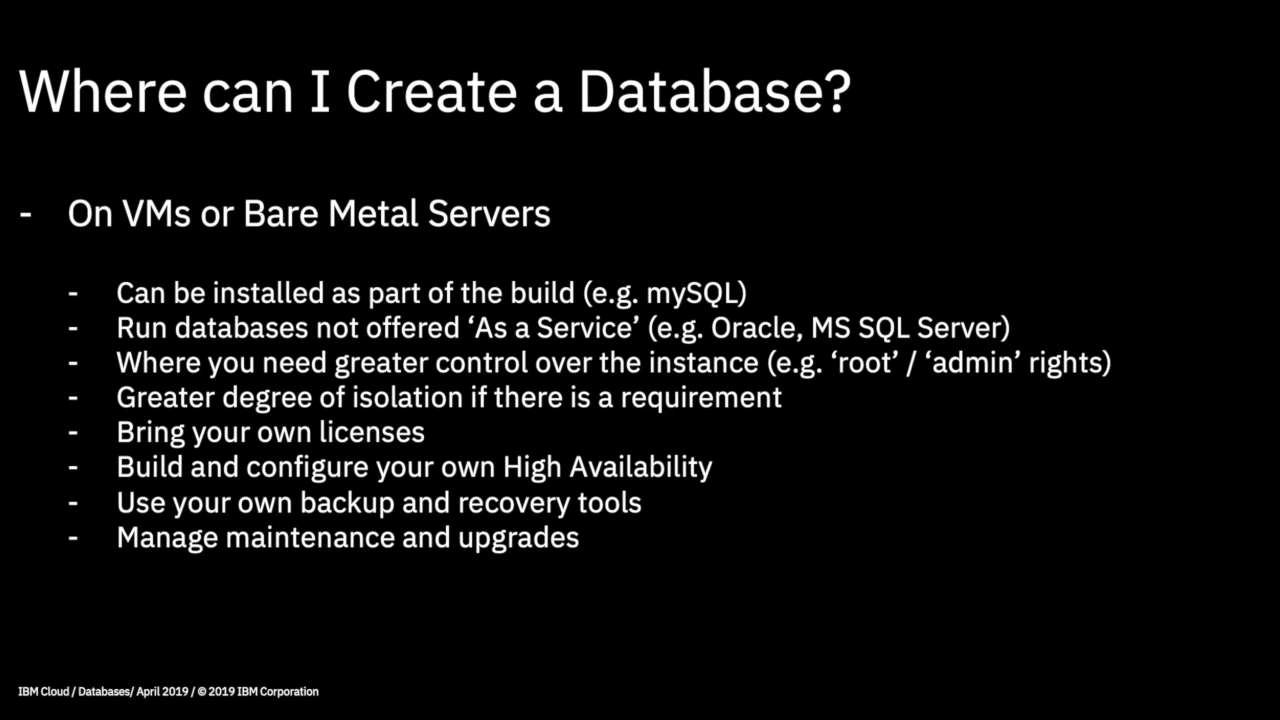 Where can I Create a Database?
- On VMs or Bare Metal Servers
- Can be installed as part of the build (e.g. mySQL)
- Run databases not offered ‘As a Service’ (e.g. Oracle, MS SQL Server)
- Where you need greater control over the instance (e.g. ‘root’ / ‘admin’ rights)
- Greater degree of isolation if there is a requirement
- Bring your own licenses
- Build and configure your own High Availability
- Use your own backup and recovery tools
- Manage maintenance and upgrades
IBM Cloud / Databases/ April 2019 / © 2019 IBM Corporation